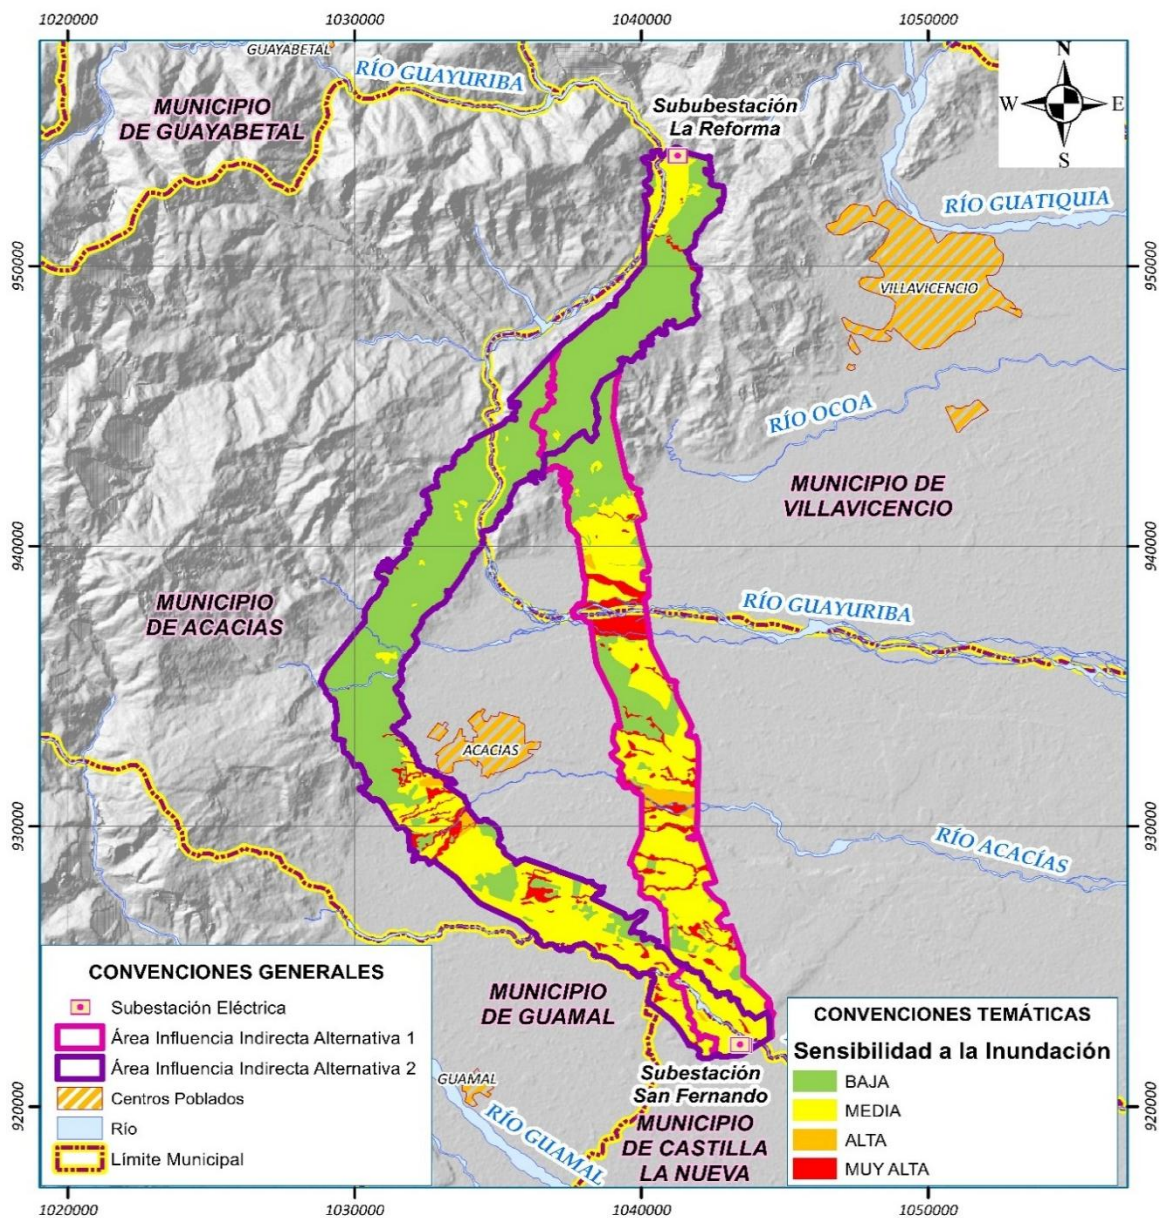 1020000
1030000
1040000
1050000
GUAYABETAL
RÍO GUAYURIBA
MUNICIPIO
DE GUAYABETAL
Sububestación
La Reforma
N
W
E
S
RÍO GUATIQUIA
950000
950000
VILLAVICENCIO
RÍO OCOA
MUNICIPIO DE
VILLAVICENCIO
940000
940000
MUNICIPIO
DE ACACIAS
RÍO GUAYURIBA
ACACIAS
930000
930000
RÍO ACACÍAS
MUNICIPIO
DE GUAMAL
GUAMAL
RÍO GUAMAL
Subestación
San Fernando
MUNICIPIO
DE CASTILLA
LA NUEVA
920000
920000
CONVENCIONES GENERALES
Subestación Eléctrica
Área Influencia Indirecta Alternativa 1
Área Influencia Indirecta Alternativa 2
Centros Poblados
Río
Límite Municipal
CONVENCIONES TEMÁTICAS
Sensibilidad a la Inundación
BAJA
MEDIA
ALTA
MUY ALTA
1020000
1030000
1040000
1050000